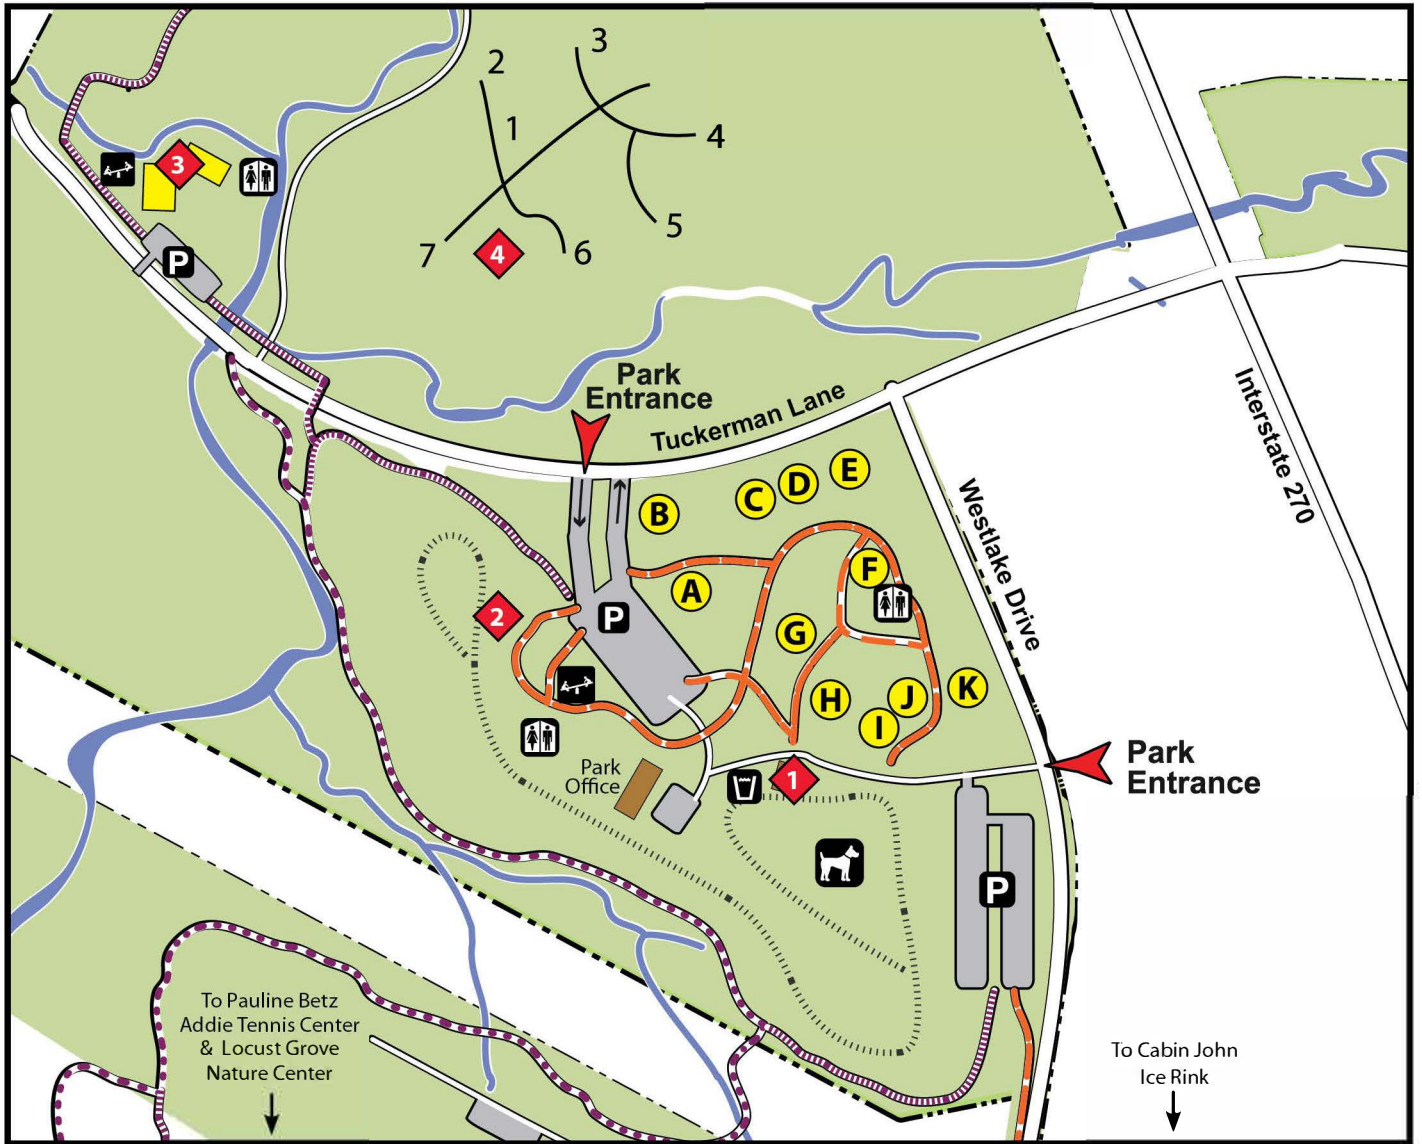 3
2
1
4
3
5
7
4
6
P
Park
Entrance
Tuckerman Lane
Interstate 270
Westlake Drive
E
D
C
B
F
A
P
2
G
K
J
H
I
Park
Office
1
Park
Entrance
P
To Pauline Betz
Addie Tennis Center
& Locust Grove
Nature Center
To Cabin John
Ice Rink